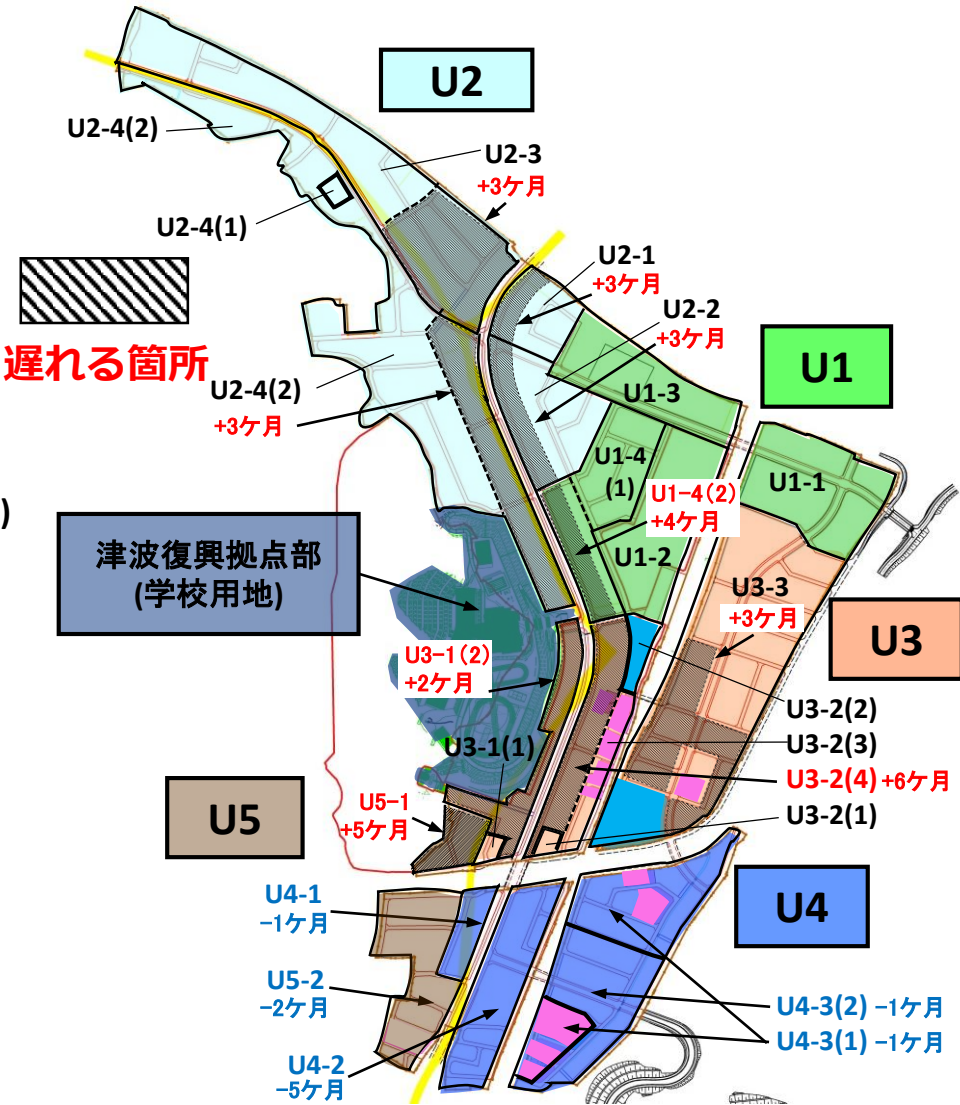 U2
U2-4(2)
U2-3
+3ケ月
U2-4(1)
U2-1
+3ケ月
U2-2
+3ケ月
遅れる箇所
U2-4(2)
+3ケ月
U1
U1-3
U1-4
(1)
U1-1
U1-4(2)
+4ケ月
U1-2
)
津波復興拠点部
(学校用地)
U3-3
+3ケ月
U3
U3-1(2)
+2ケ月
U3-2(2)
U3-1(1)
U3-2(3)
U3-2(4) +6ケ月
U3-2(1)
U5-1
+5ケ月
U5
U4-1
-1ケ月
U4
U5-2
-2ケ月
U4-3(2) -1ケ月
U4-3(1) -1ケ月
U4-2
-5ケ月